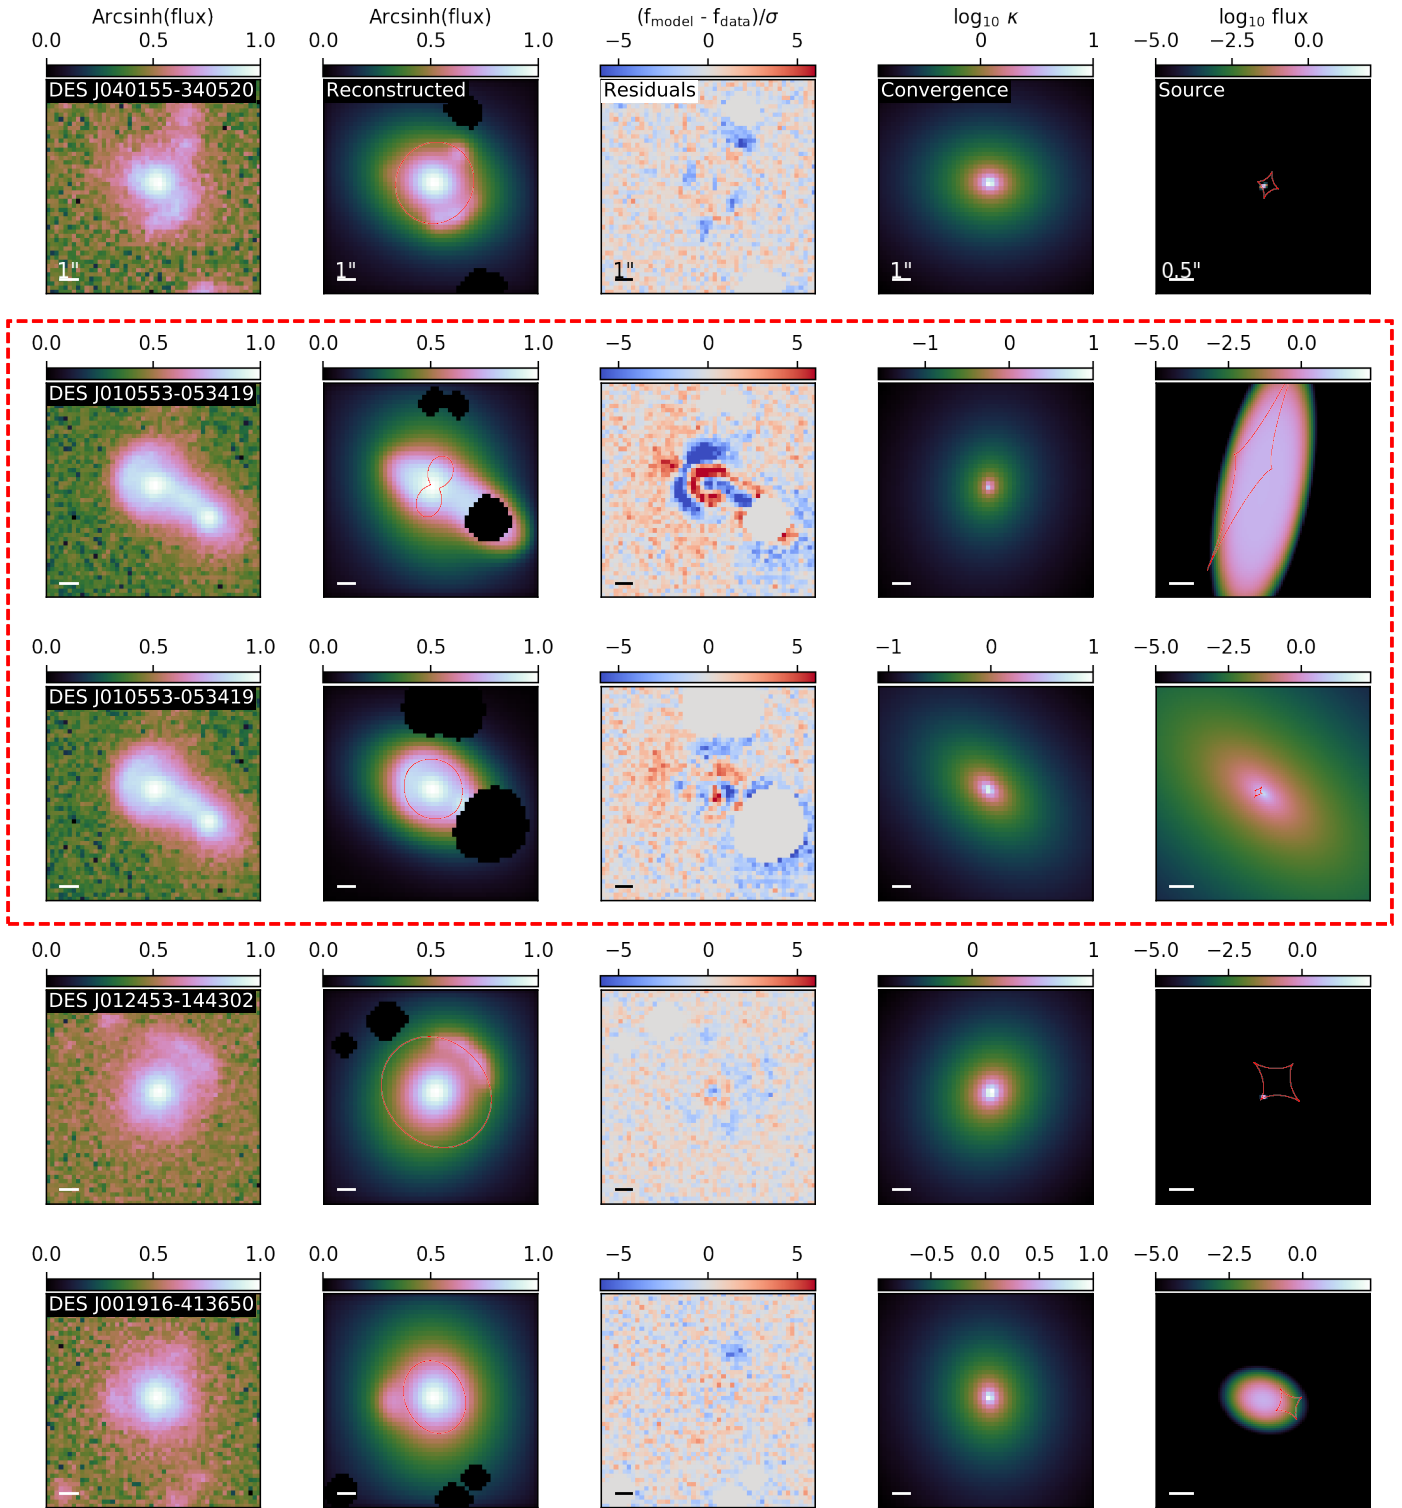 Arcsinh(flux) Arcsinh(flux) (f_model - f_data)/σ log₁₀ κ log₁₀ flux
0.0 0.5 1.0 0.0 0.5 1.0 −5 0 5 0 1 −5.0 −2.5 0.0
DES J040155-340520 Reconstructed Residuals Convergence Source
1" 1" 1" 1" 0.5"
0.0 0.5 1.0 0.0 0.5 1.0 −5 0 5 −1 0 1 −5.0 −2.5 0.0
DES J010553-053419
0.0 0.5 1.0 0.0 0.5 1.0 −5 0 5 −1 0 1 −5.0 −2.5 0.0
DES J010553-053419
0.0 0.5 1.0 0.0 0.5 1.0 −5 0 5 0 1 −5.0 −2.5 0.0
DES J012453-144302
0.0 0.5 1.0 0.0 0.5 1.0 −5 0 5 −0.5 0.0 0.5 1.0 −5.0 −2.5 0.0
DES J001916-413650